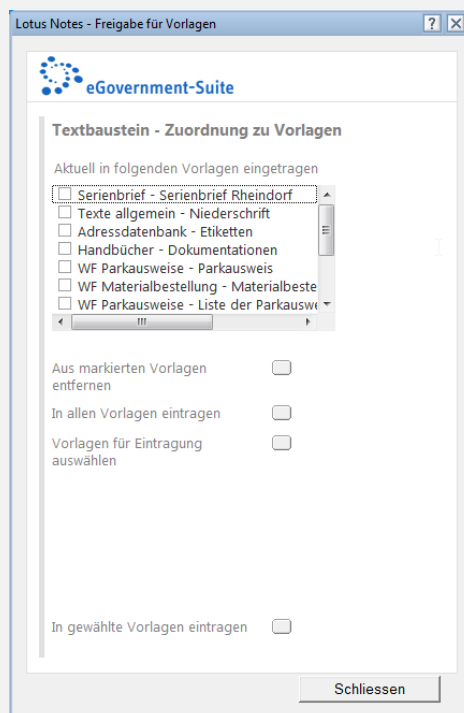 Lotus Notes - Freigabe für Vorlagen
eGovernment-Suite
Textbaustein - Zuordnung zu Vorlagen
Aktuell in folgenden Vorlagen eingetragen
Serienbrief - Serienbrief Rheindorf
Texte allgemein - Niederschrift
Adressdatenbank - Etiketten
Handbücher - Dokumentationen
WF Parkausweise - Parkausweis
WF Materialbestellung - Materialbeste
WF Parkausweise - Liste der Parkauswe
Aus markierten Vorlagen
entfernen
In allen Vorlagen eintragen
Vorlagen für Eintragung
auswählen
In gewählte Vorlagen eintragen
Schliessen